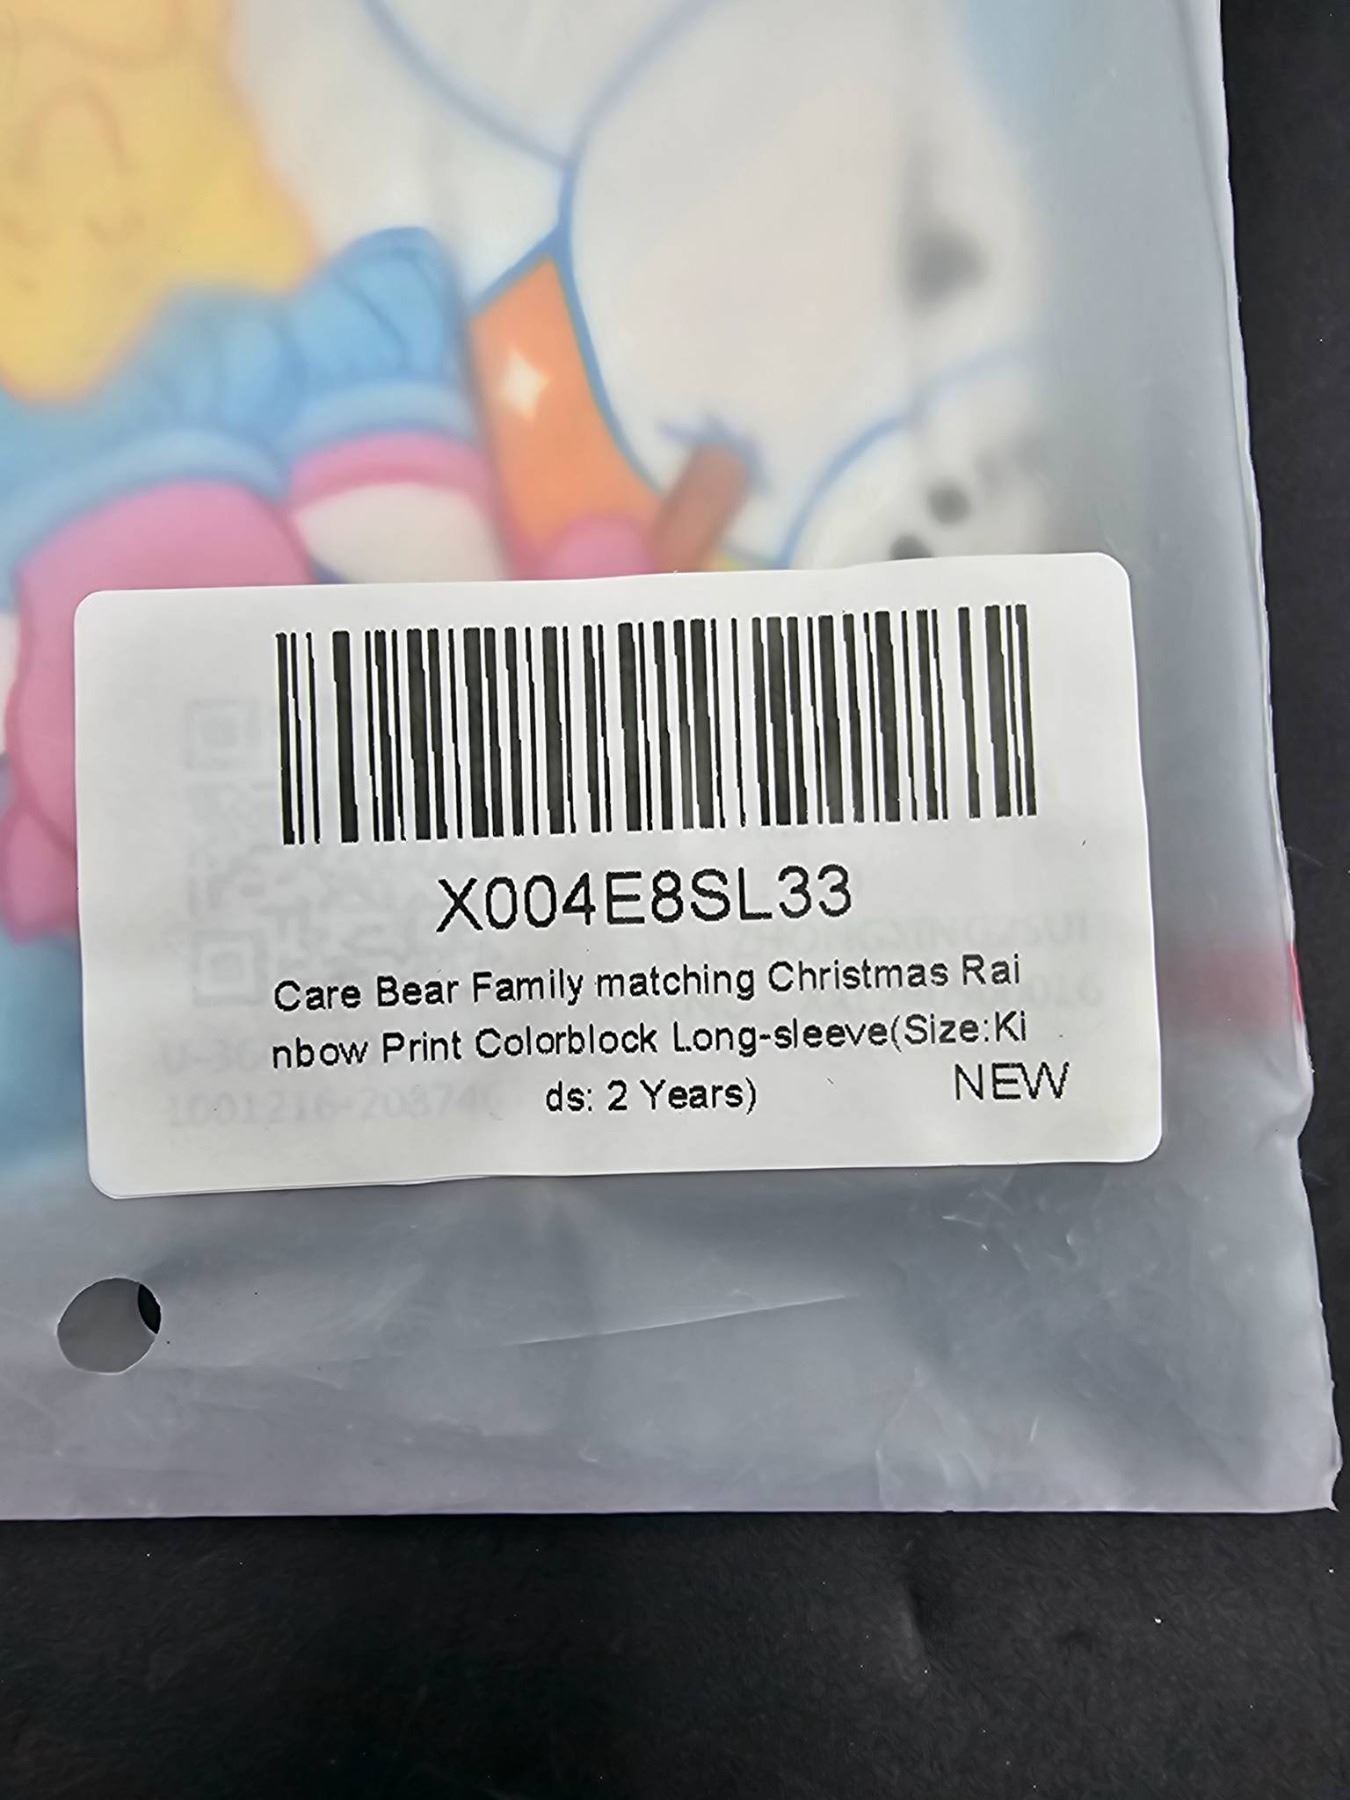 X004E8SL33
Care Bear Family matching Christmas Rai
nbow Print Colorblock Long-sleeve(Size:Ki
ds: 2 Years)
NEW